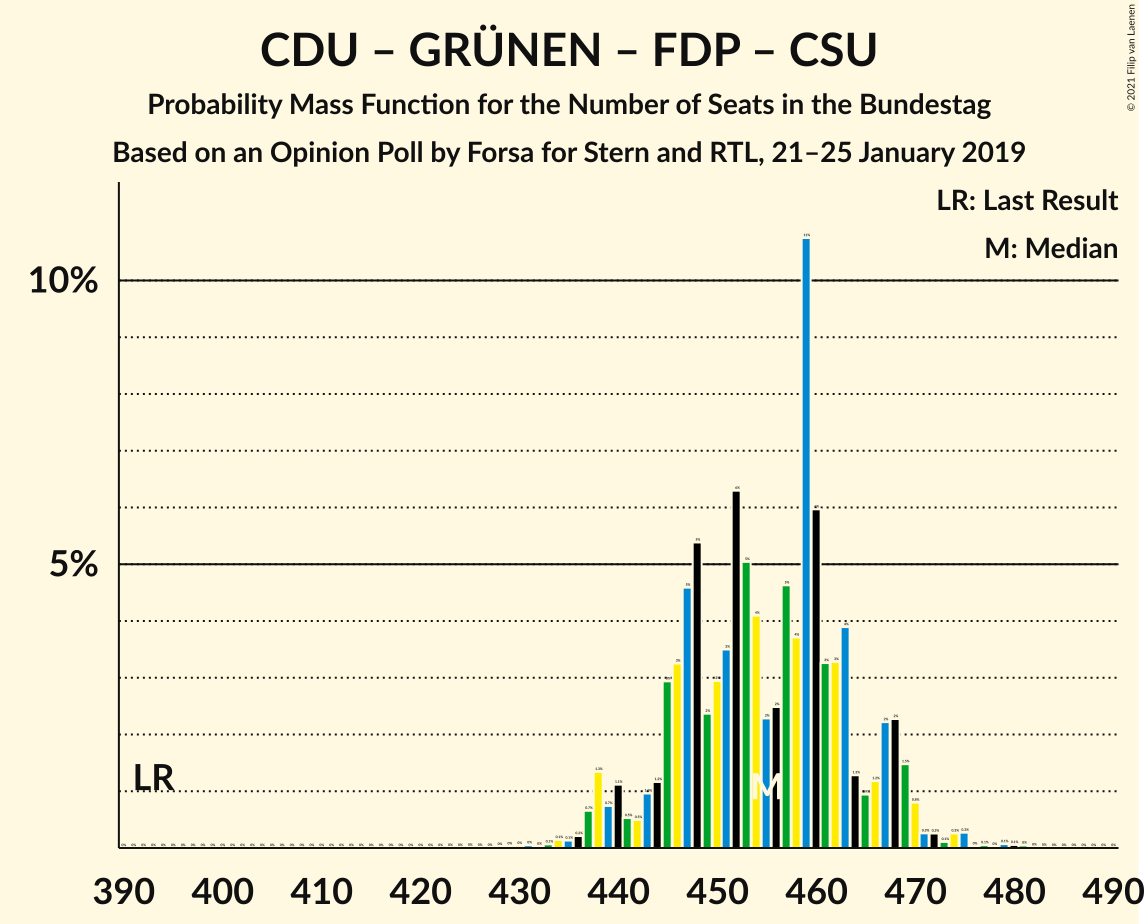 CDU – GRÜNEN – FDP – CSU
Probability Mass Function for the Number of Seats in the Bundestag
Based on an Opinion Poll by Forsa for Stern and RTL, 21–25 January 2019
© 2021 Filip van Laenen
LR: Last Result
M: Median
10%
5%
LR
M
390 400 410 420 430 440 450 460 470 480 490